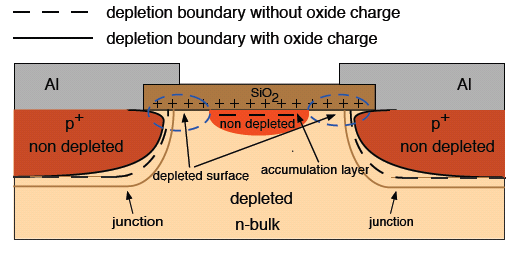 depletion boundary without oxide charge
depletion boundary with oxide charge
Al
SiO2
Al
+ + + + + + + + + + + + + + +
p+
non depleted
non depleted
p+
non depleted
depleted surface
accumulation layer
depleted
junction
n-bulk
junction